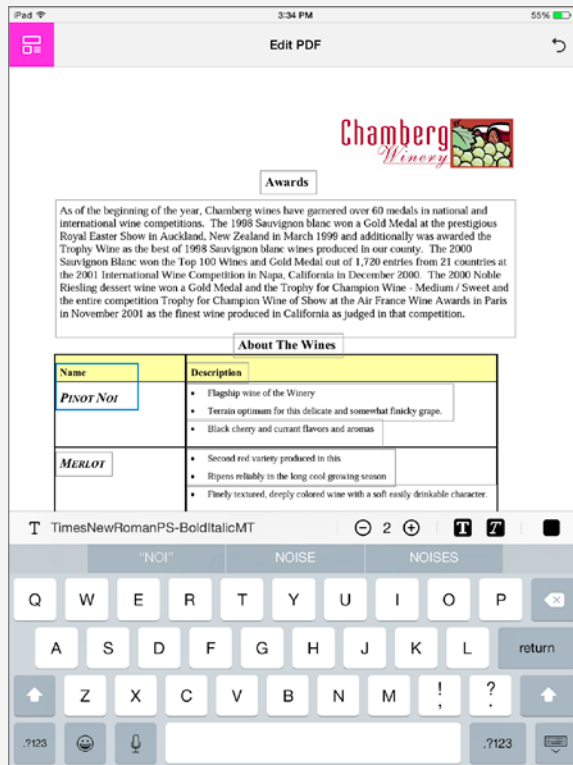 iPad 3:34 PM 55%
Edit PDF
Chamberg
Winery
Awards
As of the beginning of the year, Chamberg wines have garnered over 60 medals in national and
international wine competitions. The 1998 Sauvignon blanc won a Gold Medal at the prestigious
Royal Easter Show in Auckland, New Zealand in March 1999 and additionally was awarded the
Trophy Wine as the best of 1998 Sauvignon blanc wines produced in our county. The 2000
Sauvignon Blanc won the Top 100 Wines and Gold Medal out of 1,720 entries from 21 countries at
the 2001 International Wine Competition in Napa, California in December 2000. The 2000 Noble
Riesling dessert wine won a Gold Medal and the Trophy for Champion Wine - Medium / Sweet and
the entire competition Trophy for Champion Wine of Show at the Air France Wine Awards in Paris
in November 2001 as the finest wine produced in California as judged in that competition.
About The Wines
Name Description
PINOT NOI
• Flagship wine of the Winery
• Terrain optimum for this delicate and somewhat finicky grape.
• Black cherry and currant flavors and aromas
MERLOT
• Second red variety produced in this
• Ripens reliably in the long cool growing season
• Finely textured, deeply colored wine with a soft easily drinkable character.
T TimesNewRomanPS-BoldItalicMT 2 T T
"NOI" NOISE NOISES
Q W E R T Y U I O P
A S D F G H J K L return
Z X C V B N M ! , ? .
.?123 .?123